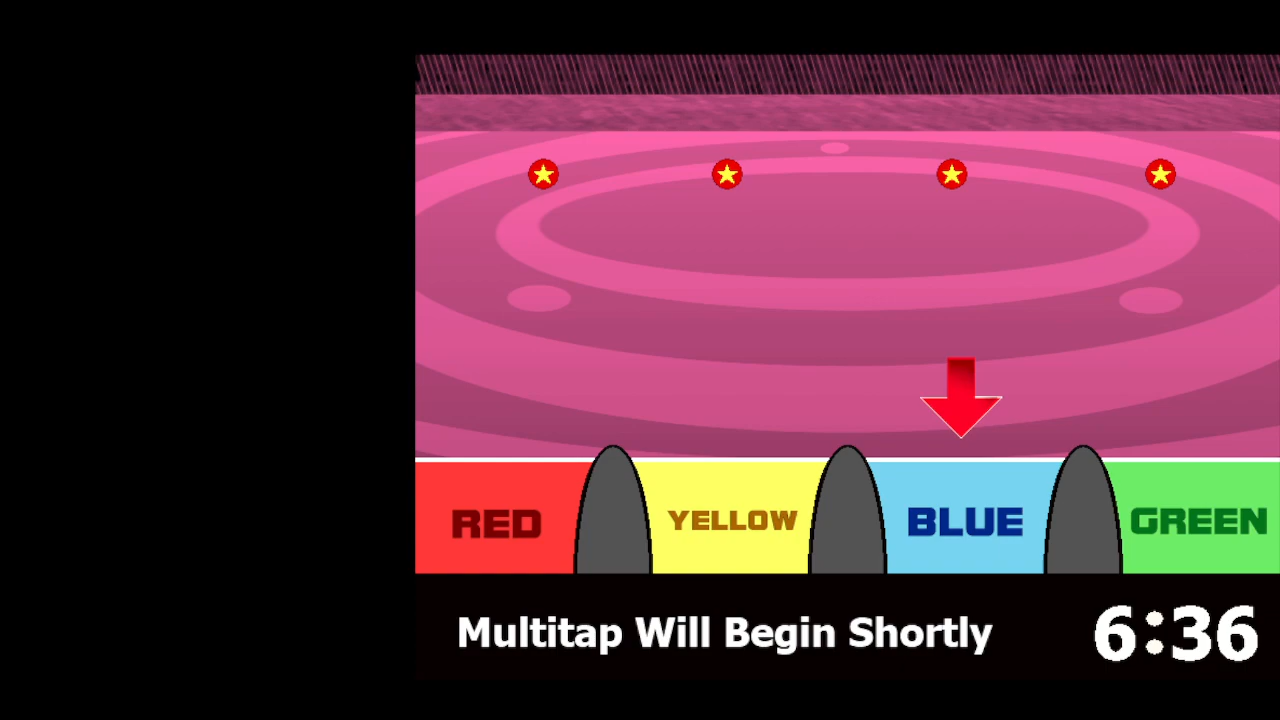 RED
YELLOW
BLUE
GREEN
Multitap Will Begin Shortly
6:36